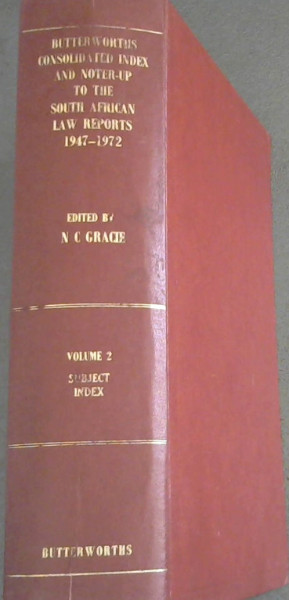 BUTTERWORTHS
CONSOLIDATED INDEX
AND NOTER-UP
TO THE
SOUTH AFRICAN
LAW REPORTS
1947-1972
EDITED BY
N C GRACIE
VOLUME 2
SUBJECT
INDEX
BUTTERWORTHS